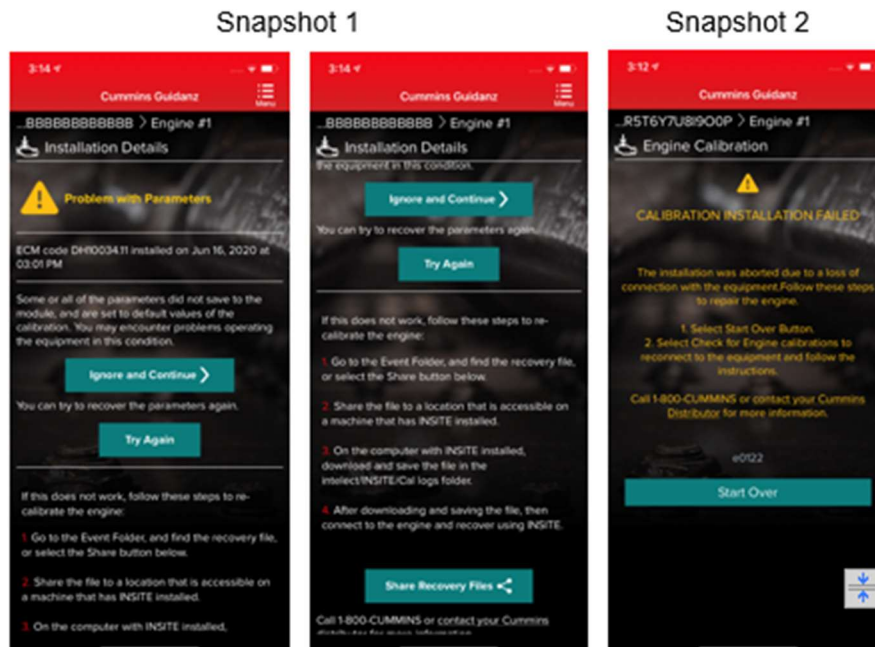 Snapshot 1
3:14
Cummins Guidanz
Menu
...BBBBBBBBBBBBB > Engine #1
Installation Details
Problem with Parameters
ECM code DH10034.11 installed on Jun 16, 2020 at
03:01 PM
Some or all of the parameters did not save to the
module, and are set to default values of the
calibration. You may encounter problems operating
the equipment in this condition.
Ignore and Continue >
You can try to recover the parameters again.
Try Again
If this does not work, follow these steps to re-
calibrate the engine:
1. Go to the Event Folder, and find the recovery file,
or select the Share button below.
2. Share the file to a location that is accessible on
a machine that has INSITE installed.
3. On the computer with INSITE installed,
3:14
Cummins Guidanz
Menu
...BBBBBBBBBBBBB > Engine #1
Installation Details
the equipment in this condition.
Ignore and Continue >
You can try to recover the parameters again.
Try Again
If this does not work, follow these steps to re-
calibrate the engine:
1. Go to the Event Folder, and find the recovery file,
or select the Share button below.
2. Share the file to a location that is accessible on
a machine that has INSITE installed.
3. On the computer with INSITE installed,
download and save the file in the
intelect/INSITE/Cal logs folder.
4. After downloading and saving the file, then
connect to the engine and recover using INSITE.
Share Recovery Files
Call 1-800-CUMMINS or contact your Cummins
distributor for more information.
Snapshot 2
3:12
Cummins Guidanz
...R5T6Y7U8I9O0P > Engine #1
Engine Calibration
CALIBRATION INSTALLATION FAILED
The installation was aborted due to a loss of
connection with the equipment.Follow these steps
to repair the engine.
1. Select Start Over Button.
2. Select Check for Engine calibrations to
reconnect to the equipment and follow the
instructions.
Call 1-800-CUMMINS or contact your Cummins
Distributor for more information.
e0122
Start Over